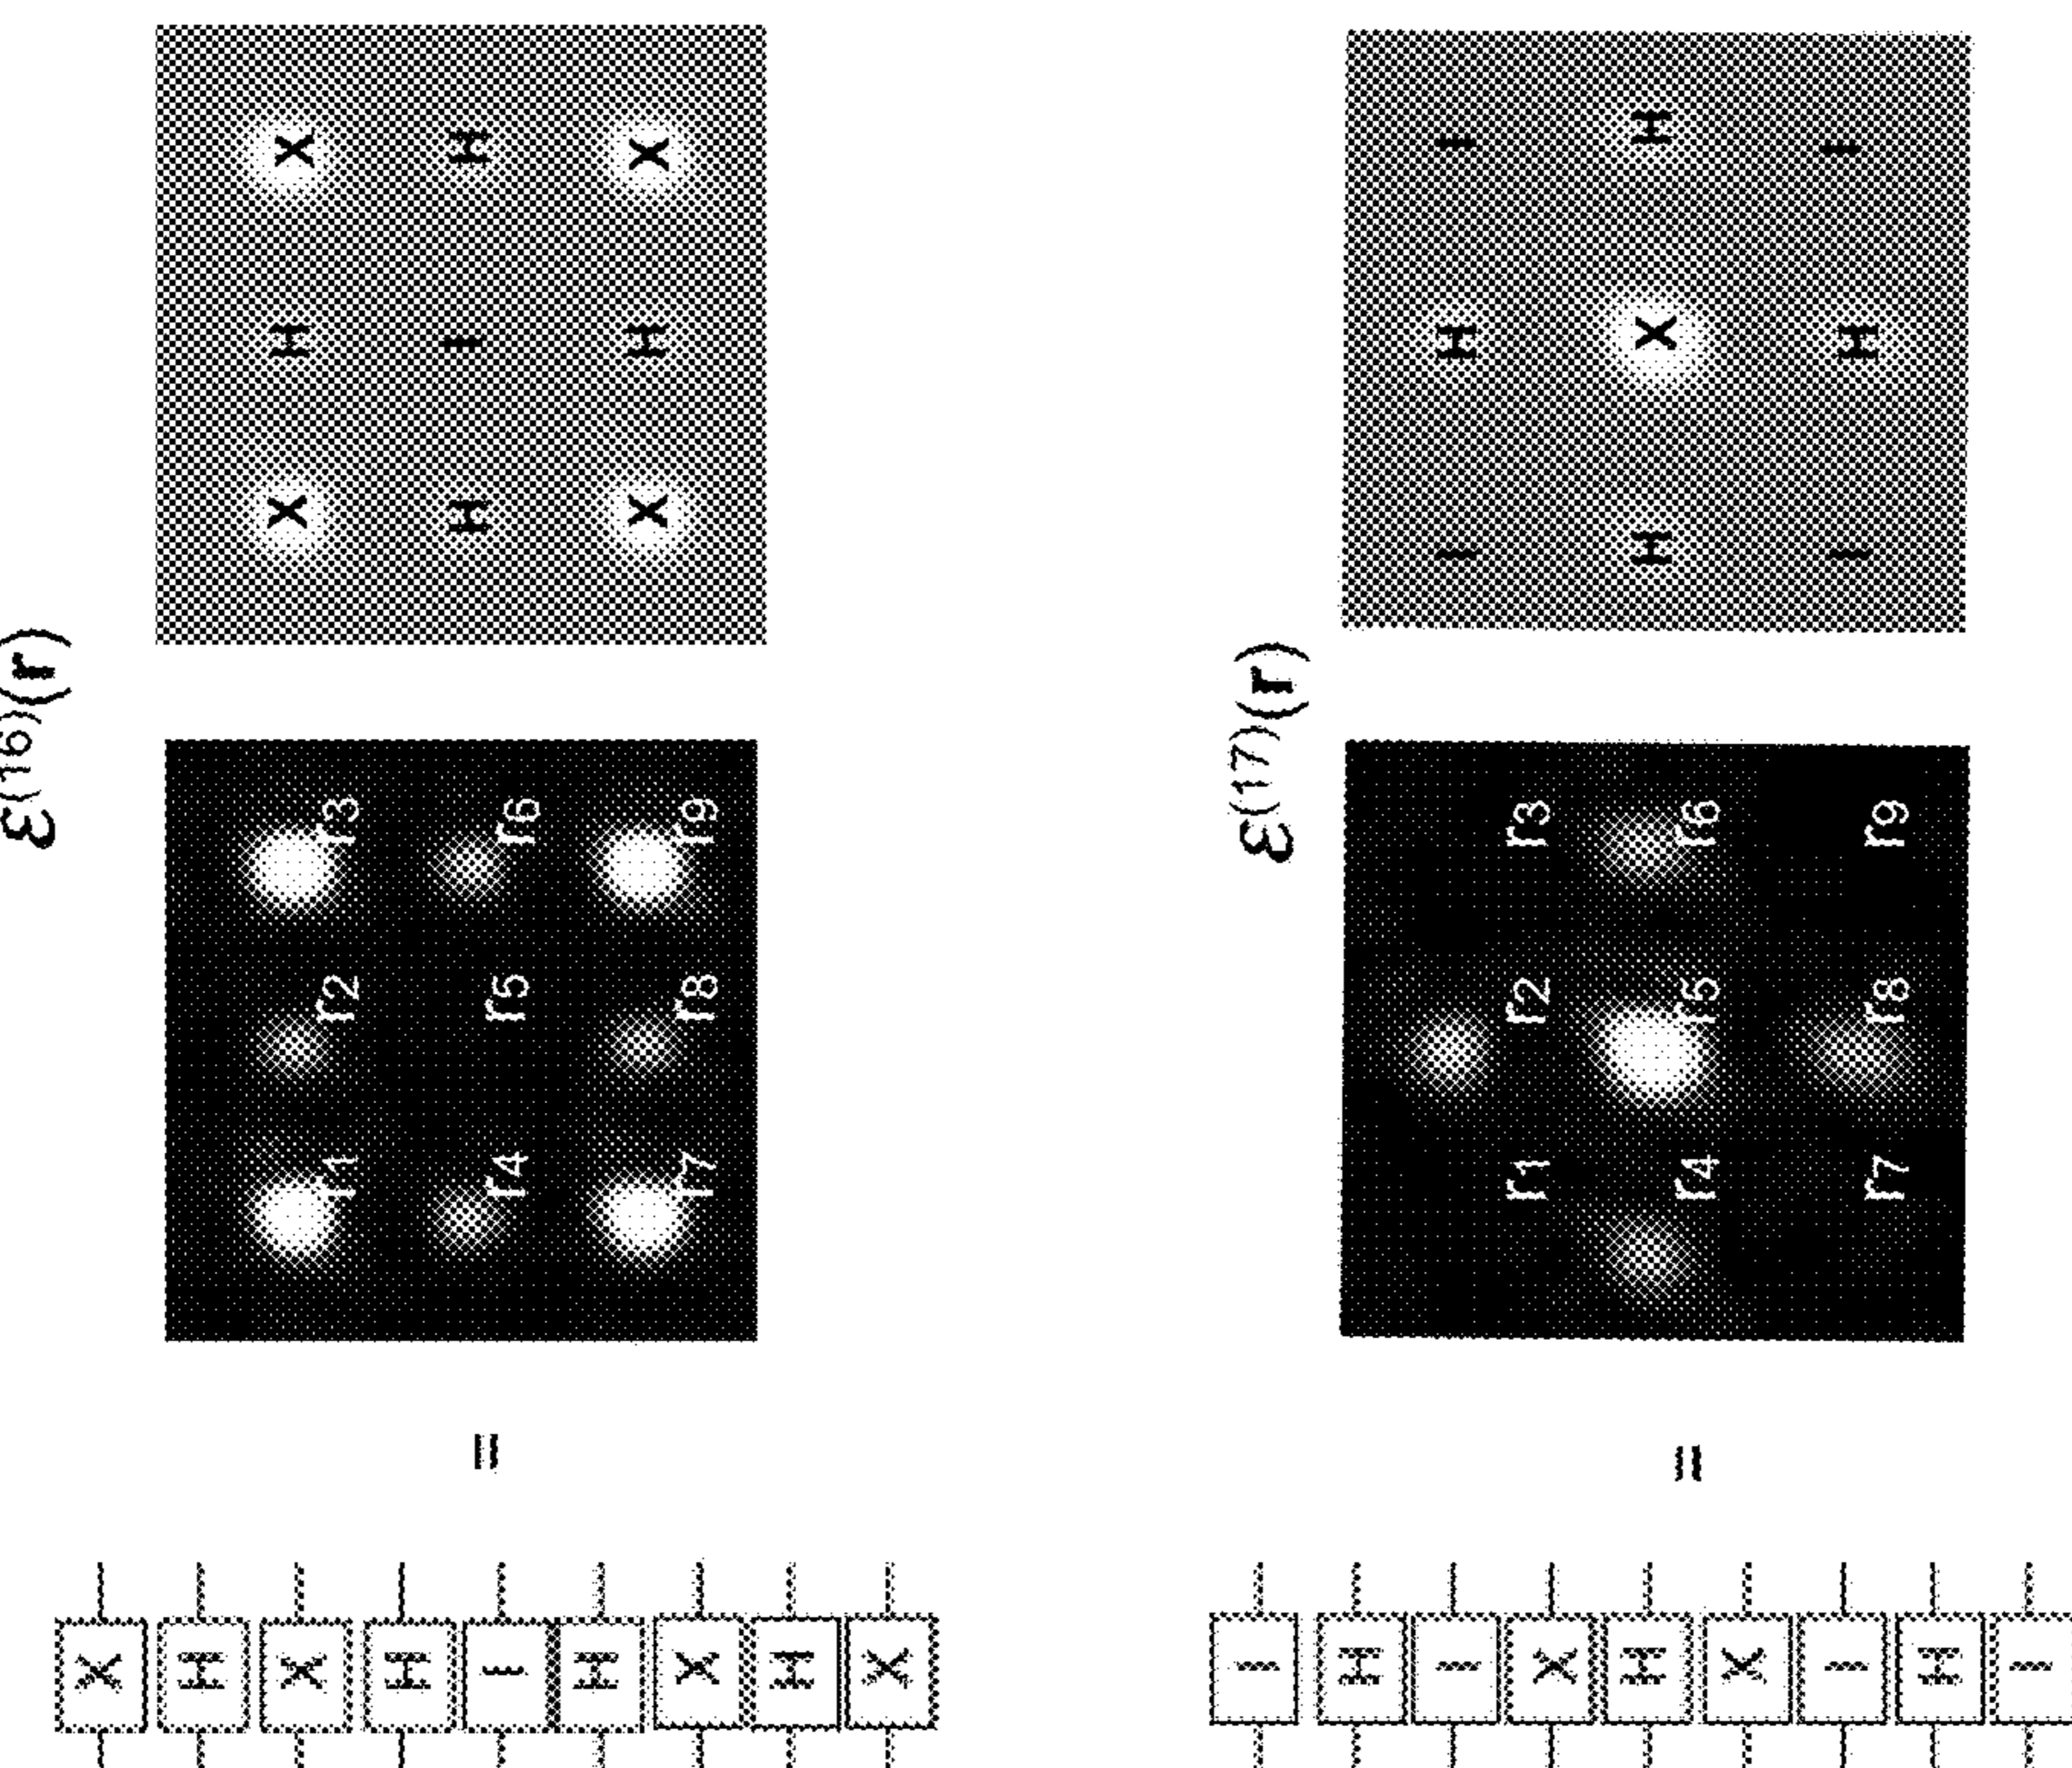 ε(16)(r)
X
H
X
H
I
H
X
H
X
=
r1 r2 r3
r4 r5 r6
r7 r8 r9
X H X
H I H
X H X
ε(17)(r)
I
H
I
X
H
X
I
H
I
=
r1 r2 r3
r4 r5 r6
r7 r8 r9
I H I
H X H
I H I